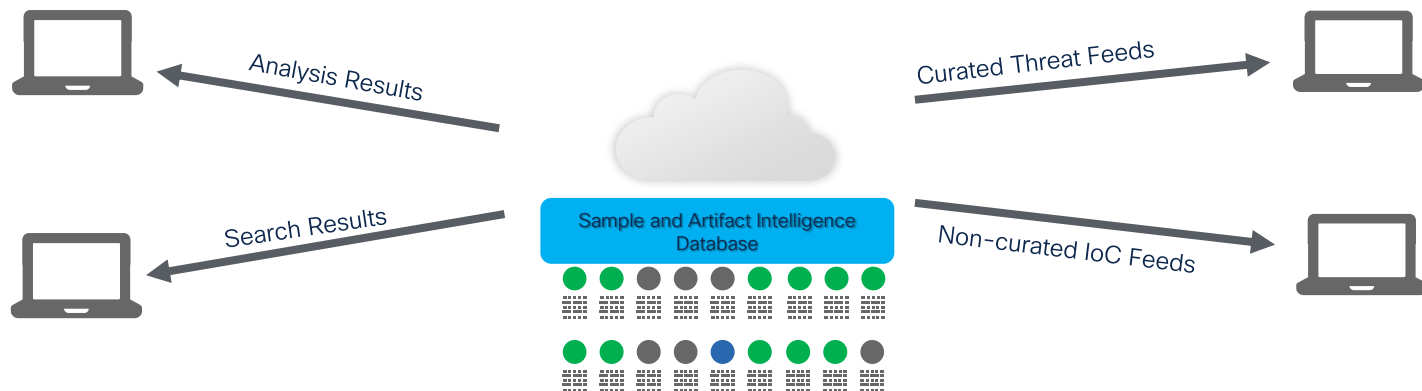 Analysis Results
Curated Threat Feeds
Search Results
Sample and Artifact Intelligence
Database
Non-curated IoC Feeds